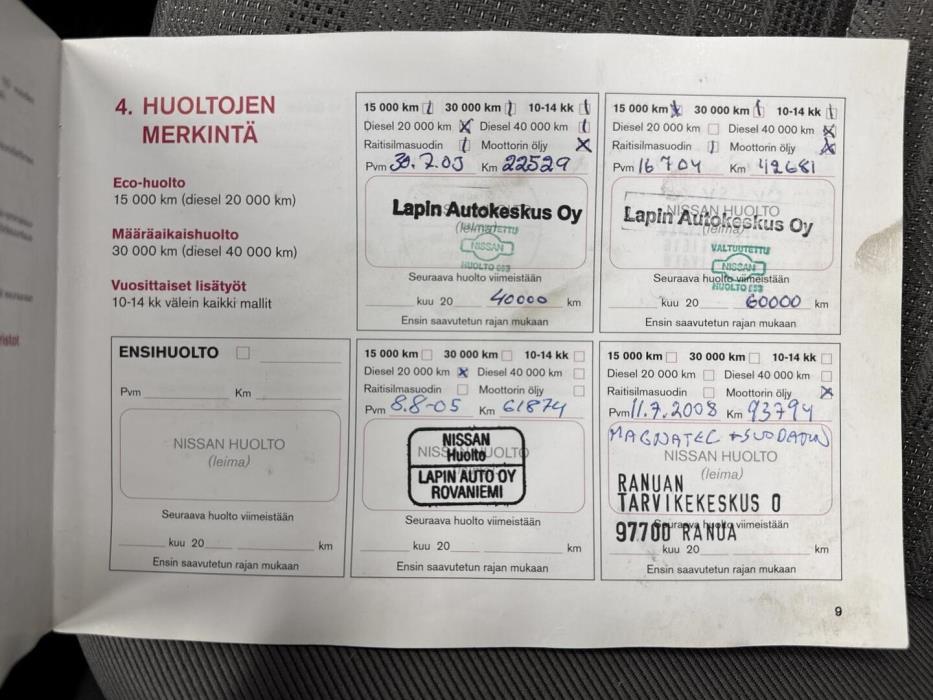 4. HUOLTOJEN
MERKINTÄ
Eco-huolto
15 000 km (diesel 20 000 km)
Määräaikaishuolto
30 000 km (diesel 40 000 km)
Vuosittaiset lisätyöt
10-14 kk välein kaikki mallit
15 000 km 30 000 km 10-14 kk
Diesel 20 000 km X Diesel 40 000 km
Raitisilmasuodin Moottorin öljy X
Pvm 30.7.03 Km 22529
Lapin Autokeskus Oy
(leima)
NISSAN
HUOLTO 053
Seuraava huolto viimeistään
kuu 20 40000 km
Ensin saavutetun rajan mukaan
15 000 km X 30 000 km 10-14 kk
Diesel 20 000 km Diesel 40 000 km X
Raitisilmasuodin Moottorin öljy X
Pvm 16 7 04 Km 42681
NISSAN HUOLTO
Lapin Autokeskus Oy
(leima)
VALTUUTETTU
NISSAN
HUOLTO 053
Seuraava huolto viimeistään
kuu 20 60000 km
Ensin saavutetun rajan mukaan
ENSIHUOLTO
Pvm Km
NISSAN HUOLTO
(leima)
Seuraava huolto viimeistään
kuu 20 km
Ensin saavutetun rajan mukaan
15 000 km 30 000 km 10-14 kk
Diesel 20 000 km X Diesel 40 000 km
Raitisilmasuodin Moottorin öljy
Pvm 8.8-05 Km 61874
NISSAN
Huolto
LAPIN AUTO OY
ROVANIEMI
Seuraava huolto viimeistään
kuu 20 km
Ensin saavutetun rajan mukaan
15 000 km 30 000 km 10-14 kk
Diesel 20 000 km Diesel 40 000 km
Raitisilmasuodin Moottorin öljy X
Pvm 11.7.2008 Km 93794
MAGNATEC + SUODATIN
NISSAN HUOLTO
(leima)
RANUAN
TARVIKEKESKUS O
97700 RANUA
Seuraava huolto viimeistään
kuu 20 km
Ensin saavutetun rajan mukaan
9